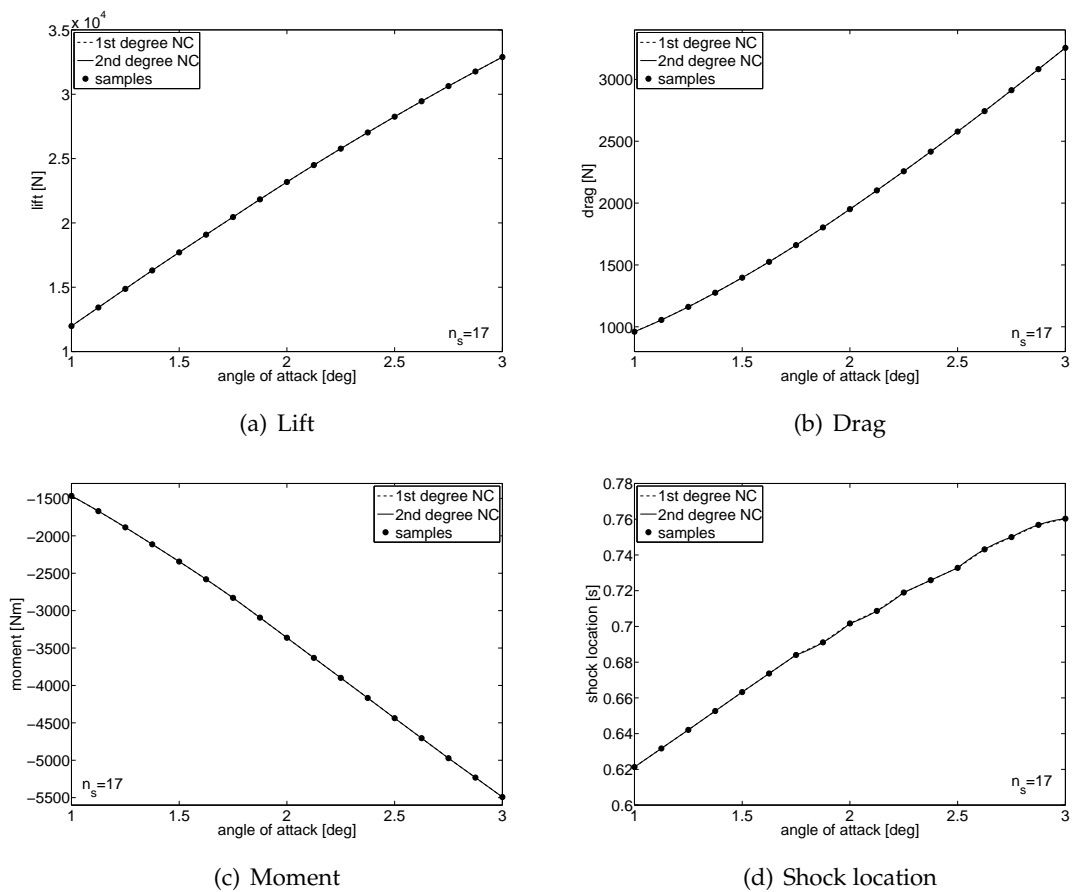 3.5 x 10^4
1st degree NC
2nd degree NC
samples
3
2.5
2
1.5
1
lift [N]
n_s=17
1 1.5 2 2.5 3
angle of attack [deg]
(a) Lift
1st degree NC
2nd degree NC
samples
3000
2500
2000
1500
1000
drag [N]
n_s=17
1 1.5 2 2.5 3
angle of attack [deg]
(b) Drag
1st degree NC
2nd degree NC
samples
−1500
−2000
−2500
−3000
−3500
−4000
−4500
−5000
−5500
moment [Nm]
n_s=17
1 1.5 2 2.5 3
angle of attack [deg]
(c) Moment
0.78
1st degree NC
2nd degree NC
samples
0.76
0.74
0.72
0.7
0.68
0.66
0.64
0.62
0.6
shock location [s]
n_s=17
1 1.5 2 2.5 3
angle of attack [deg]
(d) Shock location